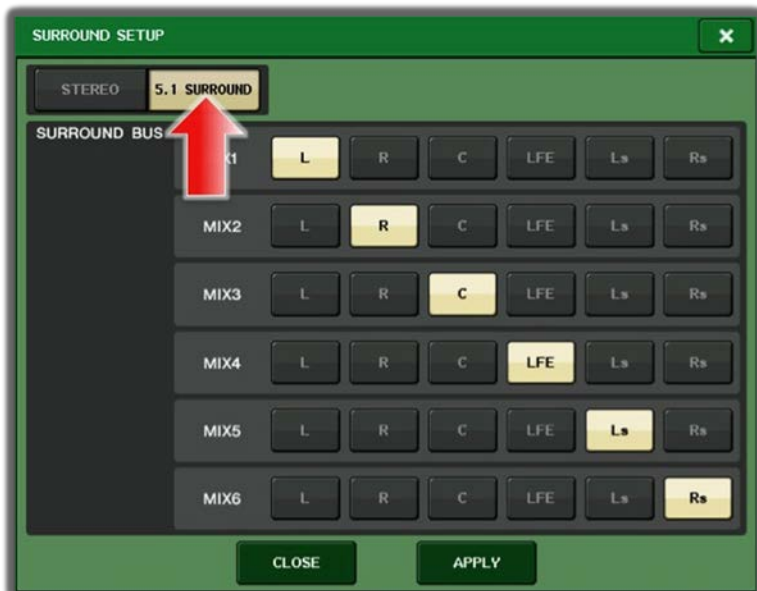 SURROUND SETUP
STEREO 5.1 SURROUND
SURROUND BUS
L R C LFE Ls Rs
MIX2 L R C LFE Ls Rs
MIX3 L R C LFE Ls Rs
MIX4 L R C LFE Ls Rs
MIX5 L R C LFE Ls Rs
MIX6 L R C LFE Ls Rs
CLOSE APPLY